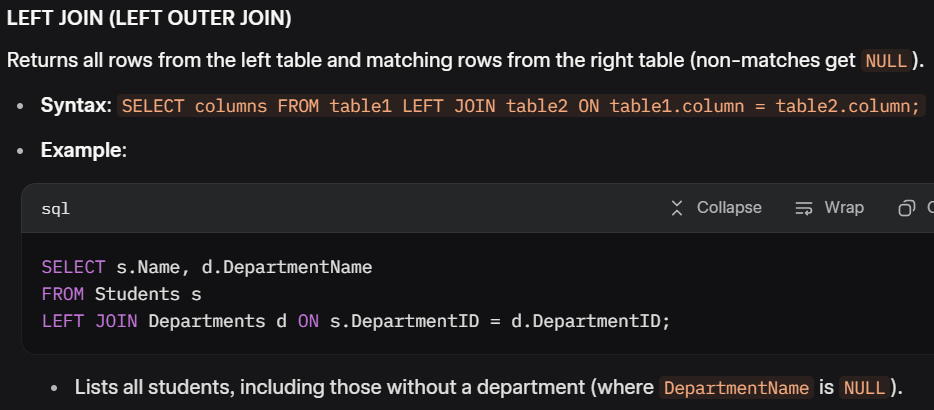 LEFT JOIN (LEFT OUTER JOIN)
Returns all rows from the left table and matching rows from the right table (non-matches get NULL).
• Syntax: SELECT columns FROM table1 LEFT JOIN table2 ON table1.column = table2.column;
• Example:
sql Collapse Wrap
SELECT s.Name, d.DepartmentName
FROM Students s
LEFT JOIN Departments d ON s.DepartmentID = d.DepartmentID;
• Lists all students, including those without a department (where DepartmentName is NULL).